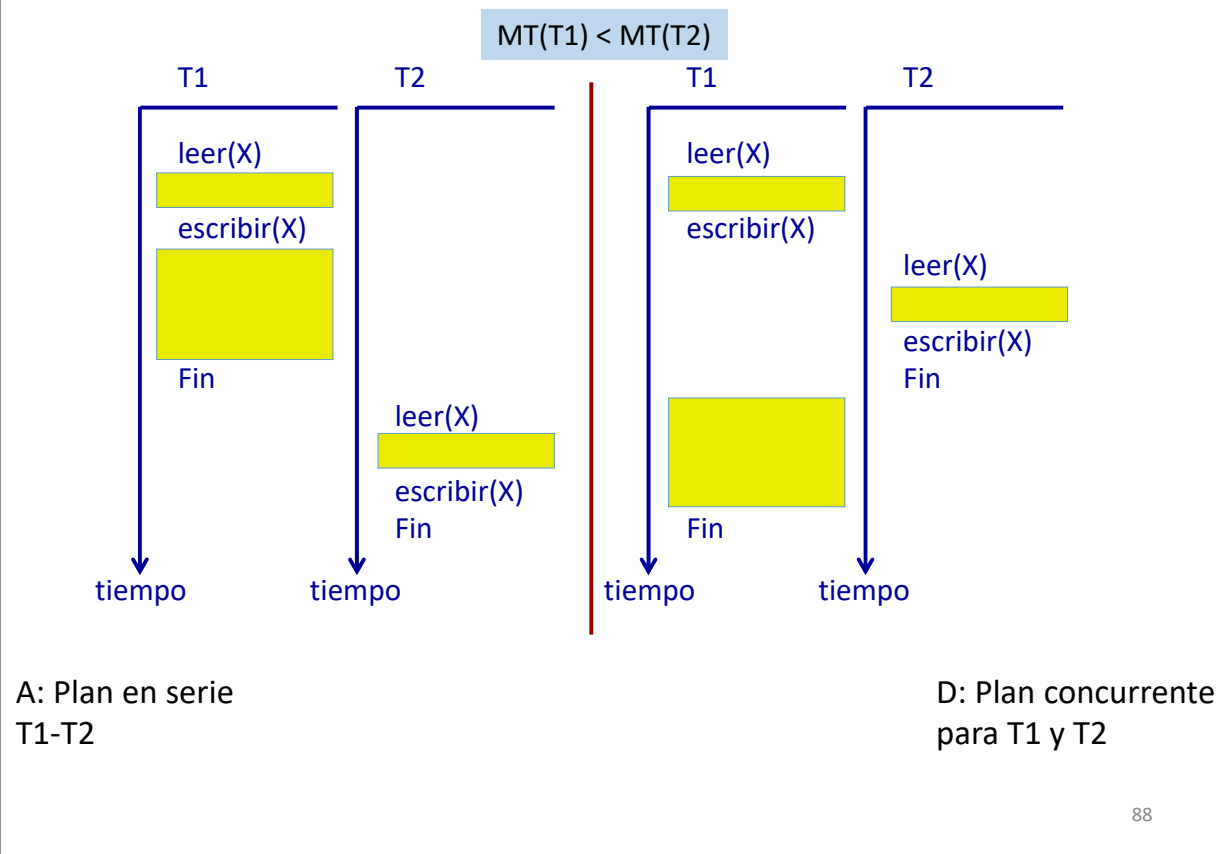 MT(T1) < MT(T2)
T1
T2
leer(X)
escribir(X)
Fin
leer(X)
escribir(X)
Fin
tiempo
tiempo
T1
T2
leer(X)
escribir(X)
leer(X)
escribir(X)
Fin
Fin
tiempo
tiempo
A: Plan en serie
T1-T2
D: Plan concurrente
para T1 y T2
88